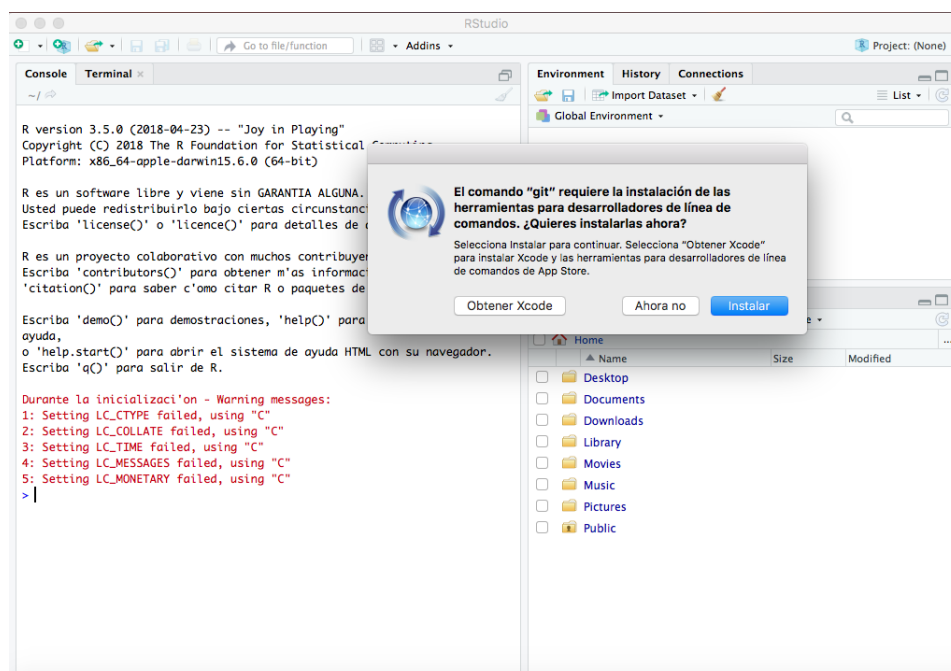 RStudio
Go to file/function
Addins
Project: (None)
Console Terminal
~/
R version 3.5.0 (2018-04-23) -- "Joy in Playing"
Copyright (C) 2018 The R Foundation for Statistical
Platform: x86_64-apple-darwin15.6.0 (64-bit)
R es un software libre y viene sin GARANTIA ALGUNA.
Usted puede redistribuirlo bajo ciertas
Escriba 'license()' o 'licence()' para detalles de
R es un proyecto colaborativo con muchos
Escriba 'contributors()' para obtener m'as
'citation()' para saber c'omo citar R o paquetes de
Escriba 'demo()' para demostraciones, 'help()' para
ayuda,
o 'help.start()' para abrir el sistema de ayuda HTML con su navegador.
Escriba 'q()' para salir de R.
Durante la inicializaci'on - Warning messages:
1: Setting LC_CTYPE failed, using "C"
2: Setting LC_COLLATE failed, using "C"
3: Setting LC_TIME failed, using "C"
4: Setting LC_MESSAGES failed, using "C"
5: Setting LC_MONETARY failed, using "C"
>
Environment History Connections
Import Dataset
List
Global Environment
El comando “git” requiere la instalación de las
herramientas para desarrolladores de línea de
comandos. ¿Quieres instalarlas ahora?
Selecciona Instalar para continuar. Selecciona “Obtener Xcode”
para instalar Xcode y las herramientas para desarrolladores de línea
de comandos de App Store.
Obtener Xcode
Ahora no
Instalar
Home
...
Name Size Modified
Desktop
Documents
Downloads
Library
Movies
Music
Pictures
Public